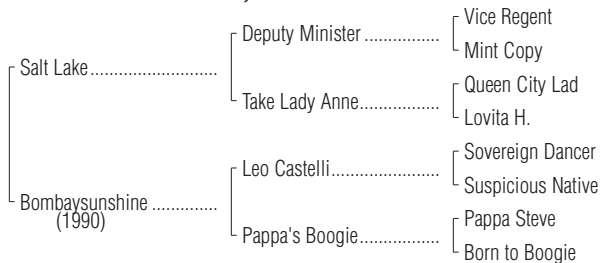 Vice Regent
Deputy Minister ................
Mint Copy
Salt Lake...........................
Queen City Lad
Take Lady Anne.................
Lovita H.
Sovereign Dancer
Leo Castelli.......................
Suspicious Native
Bombaysunshine ..............
(1990)
Pappa Steve
Pappa's Boogie.................
Born to Boogie